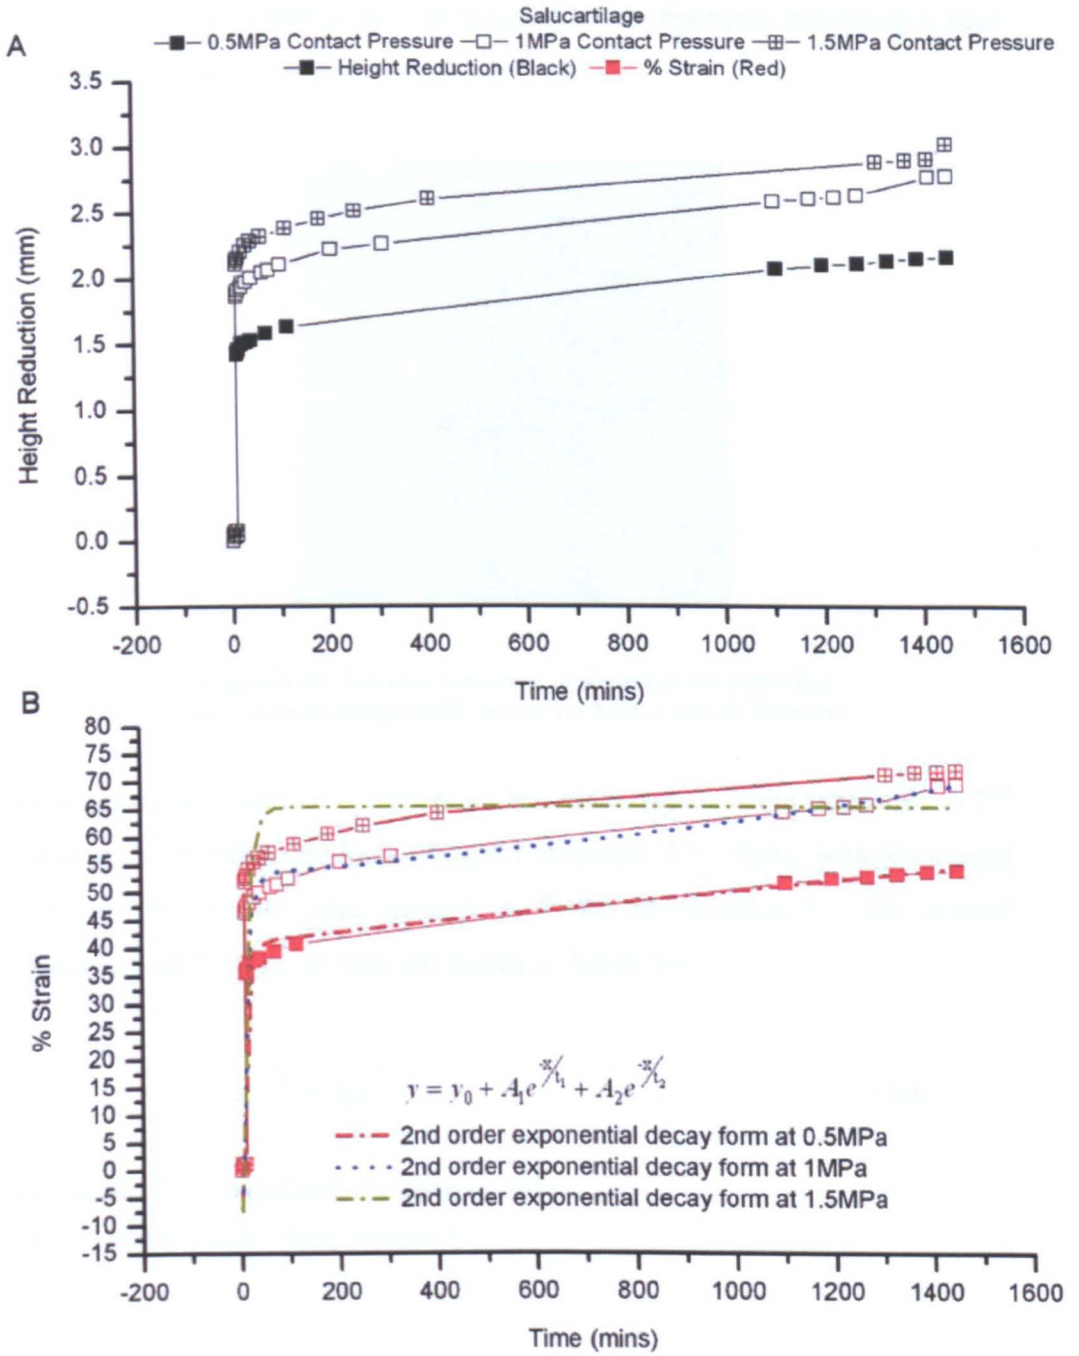 Salucartilage
A
0.5MPa Contact Pressure 1MPa Contact Pressure 1.5MPa Contact Pressure
Height Reduction (Black) % Strain (Red)
3.5
3.0
2.5
2.0
1.5
1.0
0.5
0.0
-0.5
Height Reduction (mm)
-200 0 200 400 600 800 1000 1200 1400 1600
Time (mins)
B
80
75
70
65
60
55
50
45
40
35
30
25
20
15
10
5
0
-5
-10
-15
% Strain
y = y₀ + A₁e^(-x/t₁) + A₂e^(-x/t₂)
2nd order exponential decay form at 0.5MPa
2nd order exponential decay form at 1MPa
2nd order exponential decay form at 1.5MPa
-200 0 200 400 600 800 1000 1200 1400 1600
Time (mins)